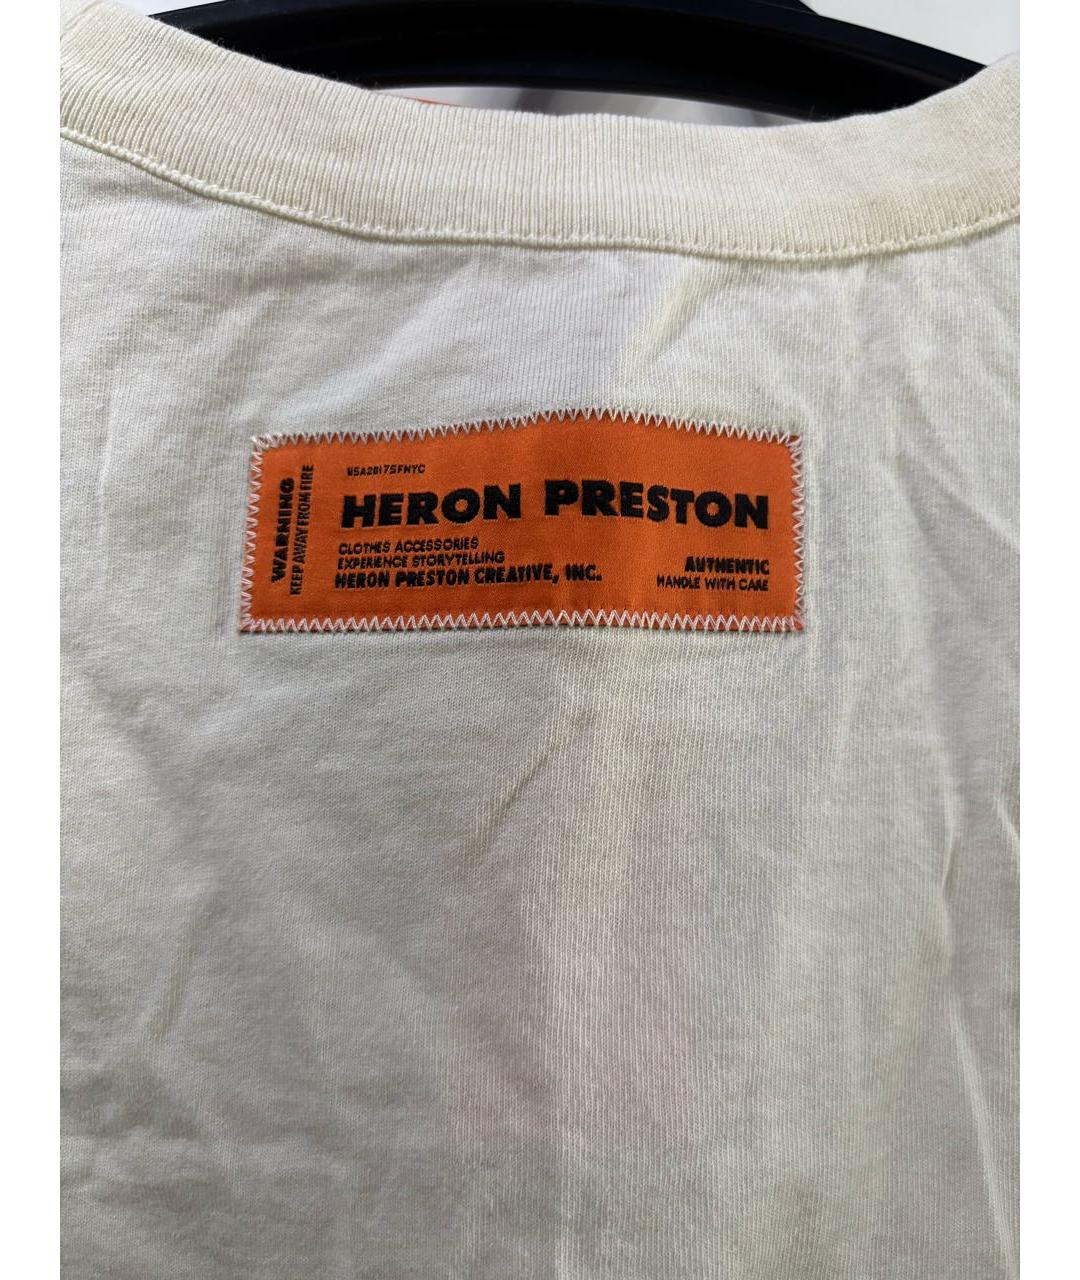 WARNING
KEEP AWAY FROM FIRE
USA2017SFNYC
HERON PRESTON
CLOTHES ACCESSORIES
EXPERIENCE STORYTELLING
HERON PRESTON CREATIVE, INC.
AUTHENTIC
HANDLE WITH CARE